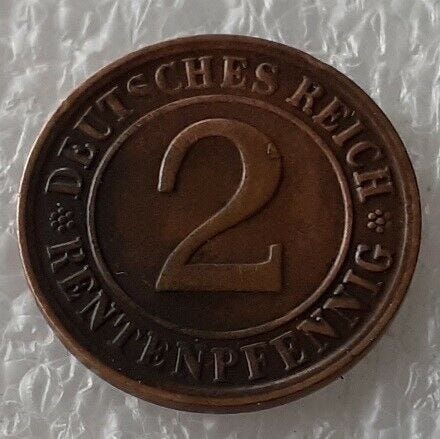 DEUTSCHES REICH
2
RENTENPFENNIG